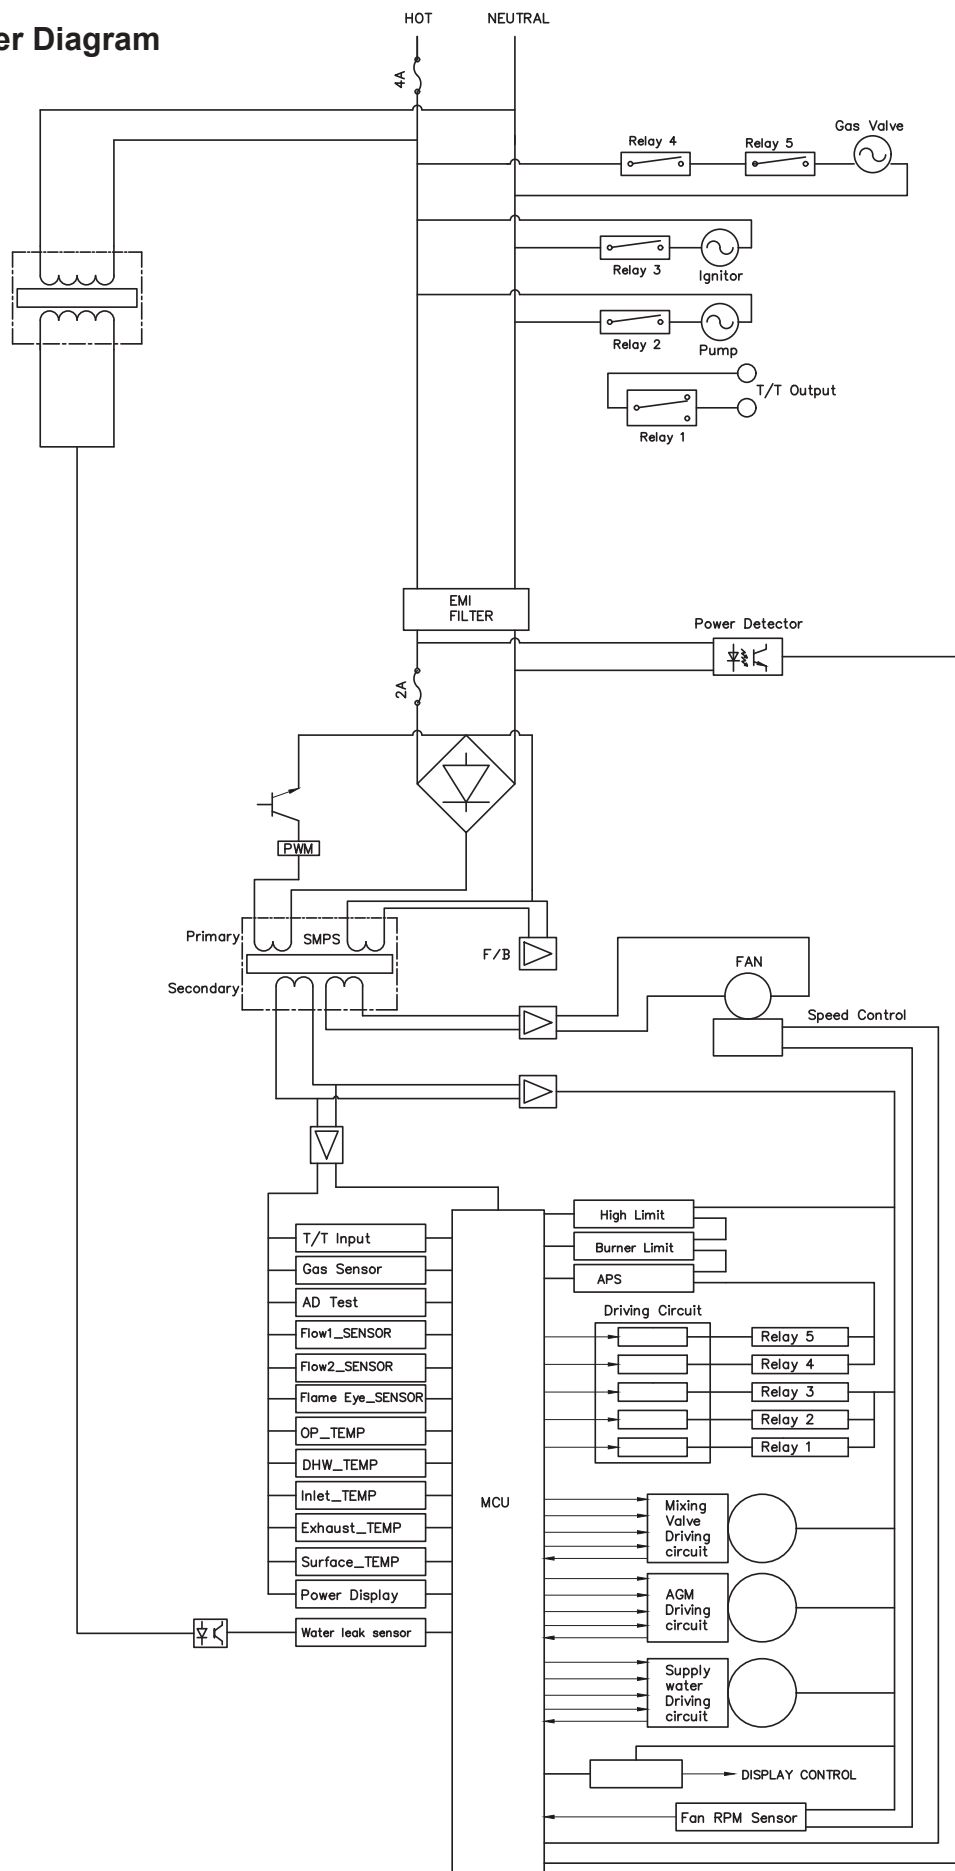 er Diagram
HOT
NEUTRAL
4A
Gas Valve
Relay 4
Relay 5
Relay 3
Ignitor
Relay 2
Pump
T/T Output
Relay 1
EMI
FILTER
Power Detector
2A
PWM
Primary
SMPS
F/B
Secondary
FAN
Speed Control
High Limit
Burner Limit
APS
T/T Input
Gas Sensor
AD Test
Flow1_SENSOR
Flow2_SENSOR
Flame Eye_SENSOR
OP_TEMP
DHW_TEMP
Inlet_TEMP
Exhaust_TEMP
Surface_TEMP
Power Display
Water leak sensor
MCU
Driving Circuit
Relay 5
Relay 4
Relay 3
Relay 2
Relay 1
Mixing
Valve
Driving
circuit
AGM
Driving
circuit
Supply
water
Driving
circuit
DISPLAY CONTROL
Fan RPM Sensor